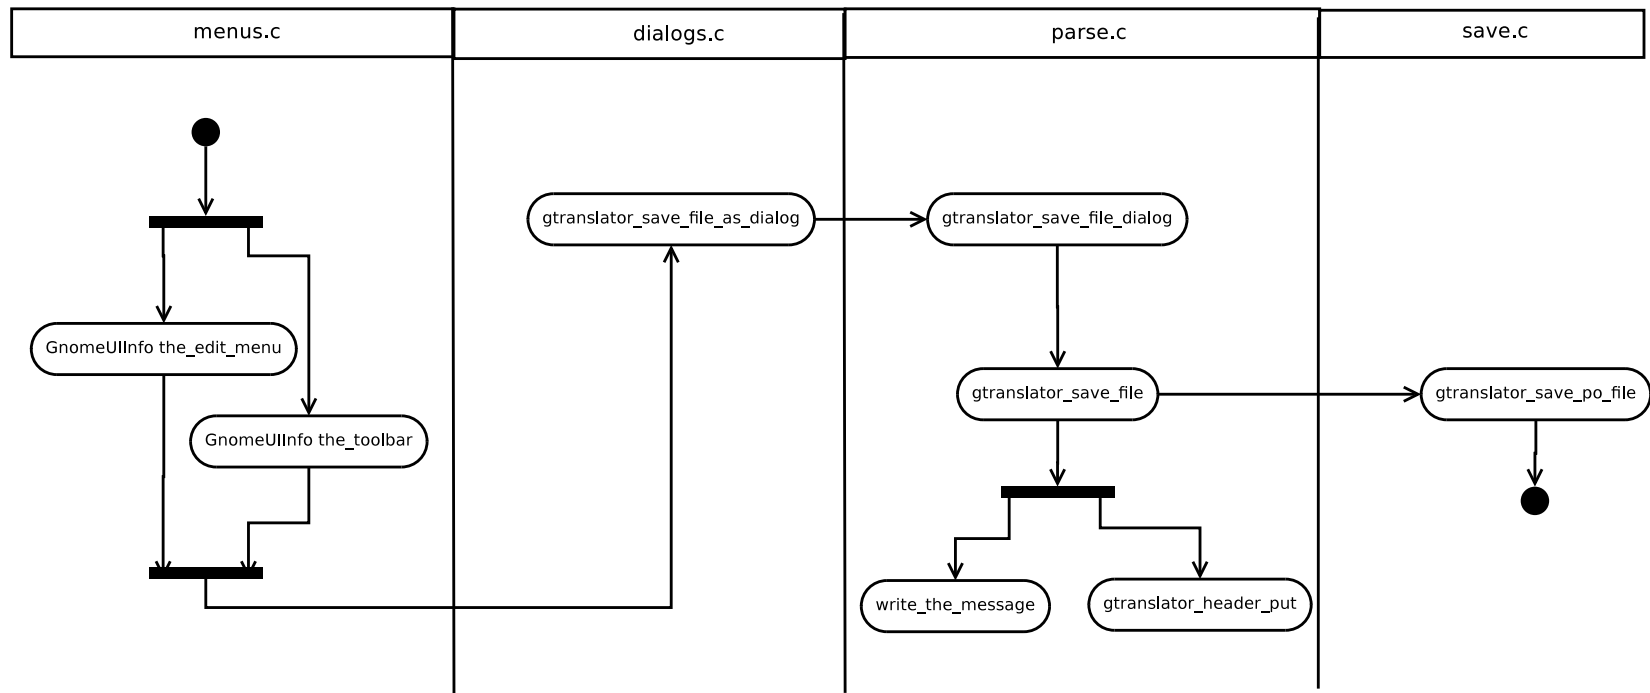 menus.c
dialogs.c
parse.c
save.c
gtranslator_save_file_as_dialog
gtranslator_save_file_dialog
GnomeUIInfo the_edit_menu
gtranslator_save_file
gtranslator_save_po_file
GnomeUIInfo the_toolbar
write_the_message
gtranslator_header_put